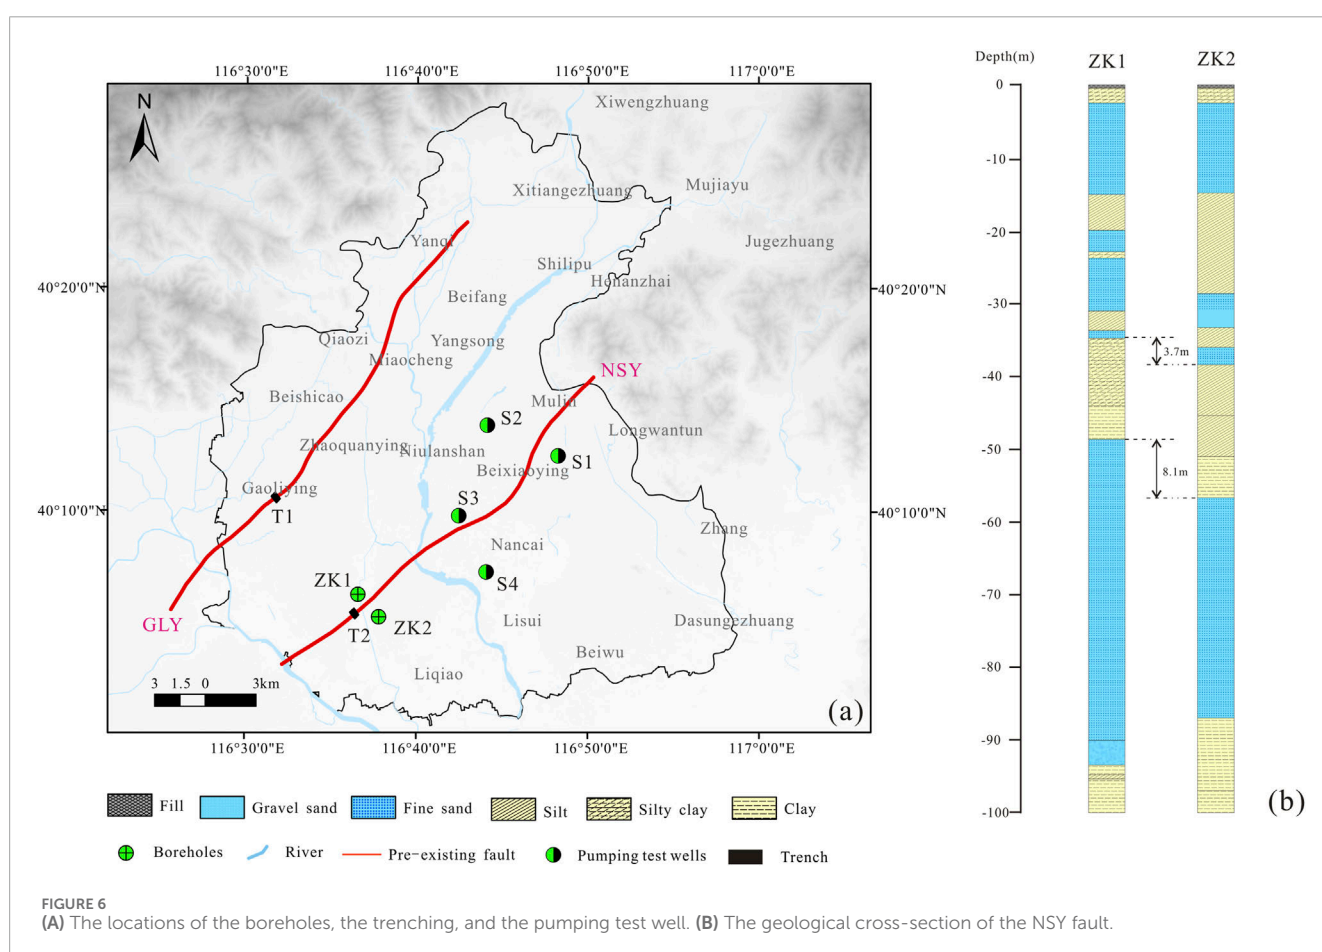 116°30'0"E
116°40'0"E
116°50'0"E
117°0'0"E
N
Xiwengzhuang
Xitiangezhuang
Mujiayu
Yanqi
Jugezhuang
Shilipu
Henanzhai
40°20'0"N
40°20'0"N
Beifang
Qiaozi
Yangsong
Miaocheng
NSY
Beishicao
Mulin
S2
Longwantun
Zhaoquanying
Niulanshan
Beixiaoying
S1
Gaoliying
S3
T1
40°10'0"N
40°10'0"N
Zhang
Nancai
ZK1
S4
GLY
T2
ZK2
Lisui
Dasungezhuang
Beiwu
Liqiao
3 1.5 0 3km
(a)
116°30'0"E
116°40'0"E
116°50'0"E
117°0'0"E
Depth(m)
ZK1
ZK2
0
-10
-20
-30
3.7m
-40
-50
8.1m
-60
-70
-80
-90
-100
(b)
Fill
Gravel sand
Fine sand
Silt
Silty clay
Clay
Boreholes
River
Pre-existing fault
Pumping test wells
Trench
FIGURE 6
(A) The locations of the boreholes, the trenching, and the pumping test well. (B) The geological cross-section of the NSY fault.